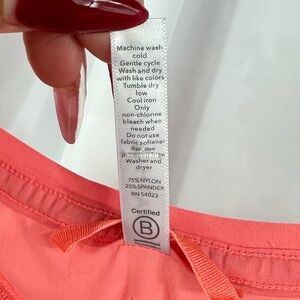 Machine wash
cold
Gentle cycle
Wash and dry
with like colors
Tumble dry
low
Cool iron
Only
non-chlorine
bleach when
needed
Do not use
fabric softener
Washer and
dryer
75% NYLON
25% SPANDEX
RN 54023
Certified
B